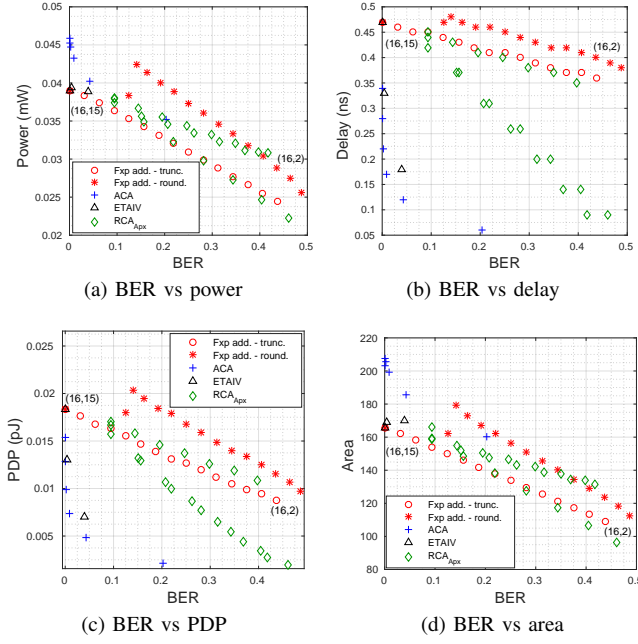 0.05
0.045
0.04
0.035
0.03
0.025
0.02
Power (mW)
(16,15)
(16,2)
Fxp add. - trunc.
Fxp add. - round.
ACA
ETAIV
RCA_Apx
0
0.1
0.2
0.3
0.4
0.5
BER
(a) BER vs power
0.5
0.45
0.4
0.35
0.3
0.25
0.2
0.15
0.1
0.05
Delay (ns)
(16,15)
(16,2)
0
0.1
0.2
0.3
0.4
0.5
BER
(b) BER vs delay
0.025
0.02
0.015
0.01
0.005
PDP (pJ)
Fxp add. - trunc.
Fxp add. - round.
ACA
ETAIV
RCA_Apx
(16,15)
(16,2)
0
0.1
0.2
0.3
0.4
0.5
BER
(c) BER vs PDP
220
200
180
160
140
120
100
80
Area
(16,15)
(16,2)
Fxp add. - trunc.
Fxp add. - round.
ACA
ETAIV
RCA_Apx
0
0.1
0.2
0.3
0.4
0.5
BER
(d) BER vs area